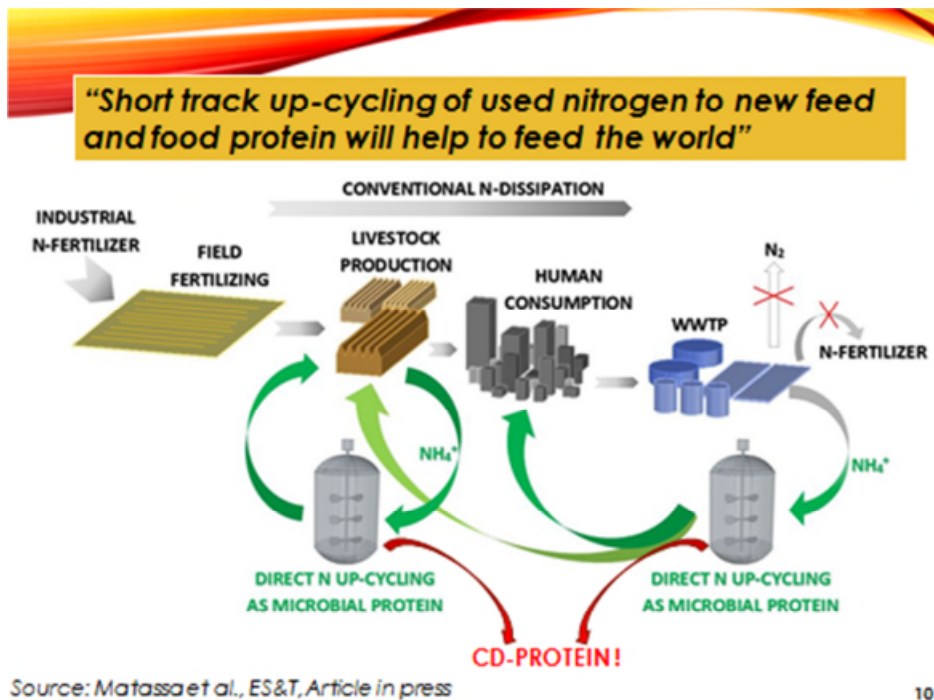 “Short track up-cycling of used nitrogen to new feed
and food protein will help to feed the world”
CONVENTIONAL N-DISSIPATION
INDUSTRIAL
N-FERTILIZER
FIELD
FERTILIZING
LIVESTOCK
PRODUCTION
HUMAN
CONSUMPTION
WWTP
N₂
N-FERTILIZER
NH₄⁺
NH₄⁺
DIRECT N UP-CYCLING
AS MICROBIAL PROTEIN
DIRECT N UP-CYCLING
AS MICROBIAL PROTEIN
CD-PROTEIN!
Source: Matassa et al., ES&T, Article in press
10